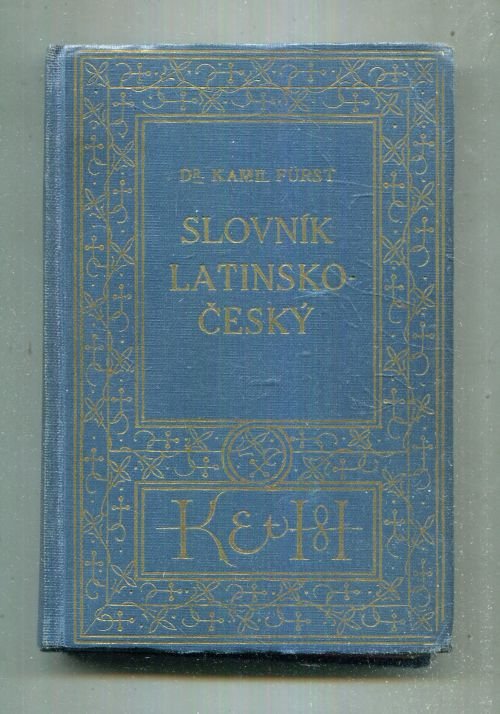 DR KAMIL FÜRST
SLOVNÍK
LATINSKO-
ČESKÝ
K & H